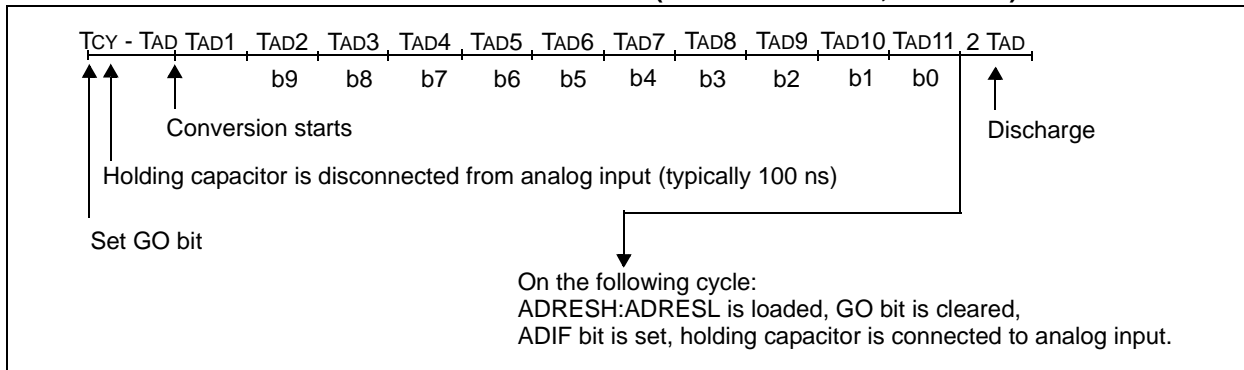 TCY - TAD TAD1 TAD2 TAD3 TAD4 TAD5 TAD6 TAD7 TAD8 TAD9 TAD10 TAD11 2 TAD
b9 b8 b7 b6 b5 b4 b3 b2 b1 b0
Conversion starts
Discharge
Holding capacitor is disconnected from analog input (typically 100 ns)
Set GO bit
On the following cycle:
ADRESH:ADRESL is loaded, GO bit is cleared,
ADIF bit is set, holding capacitor is connected to analog input.